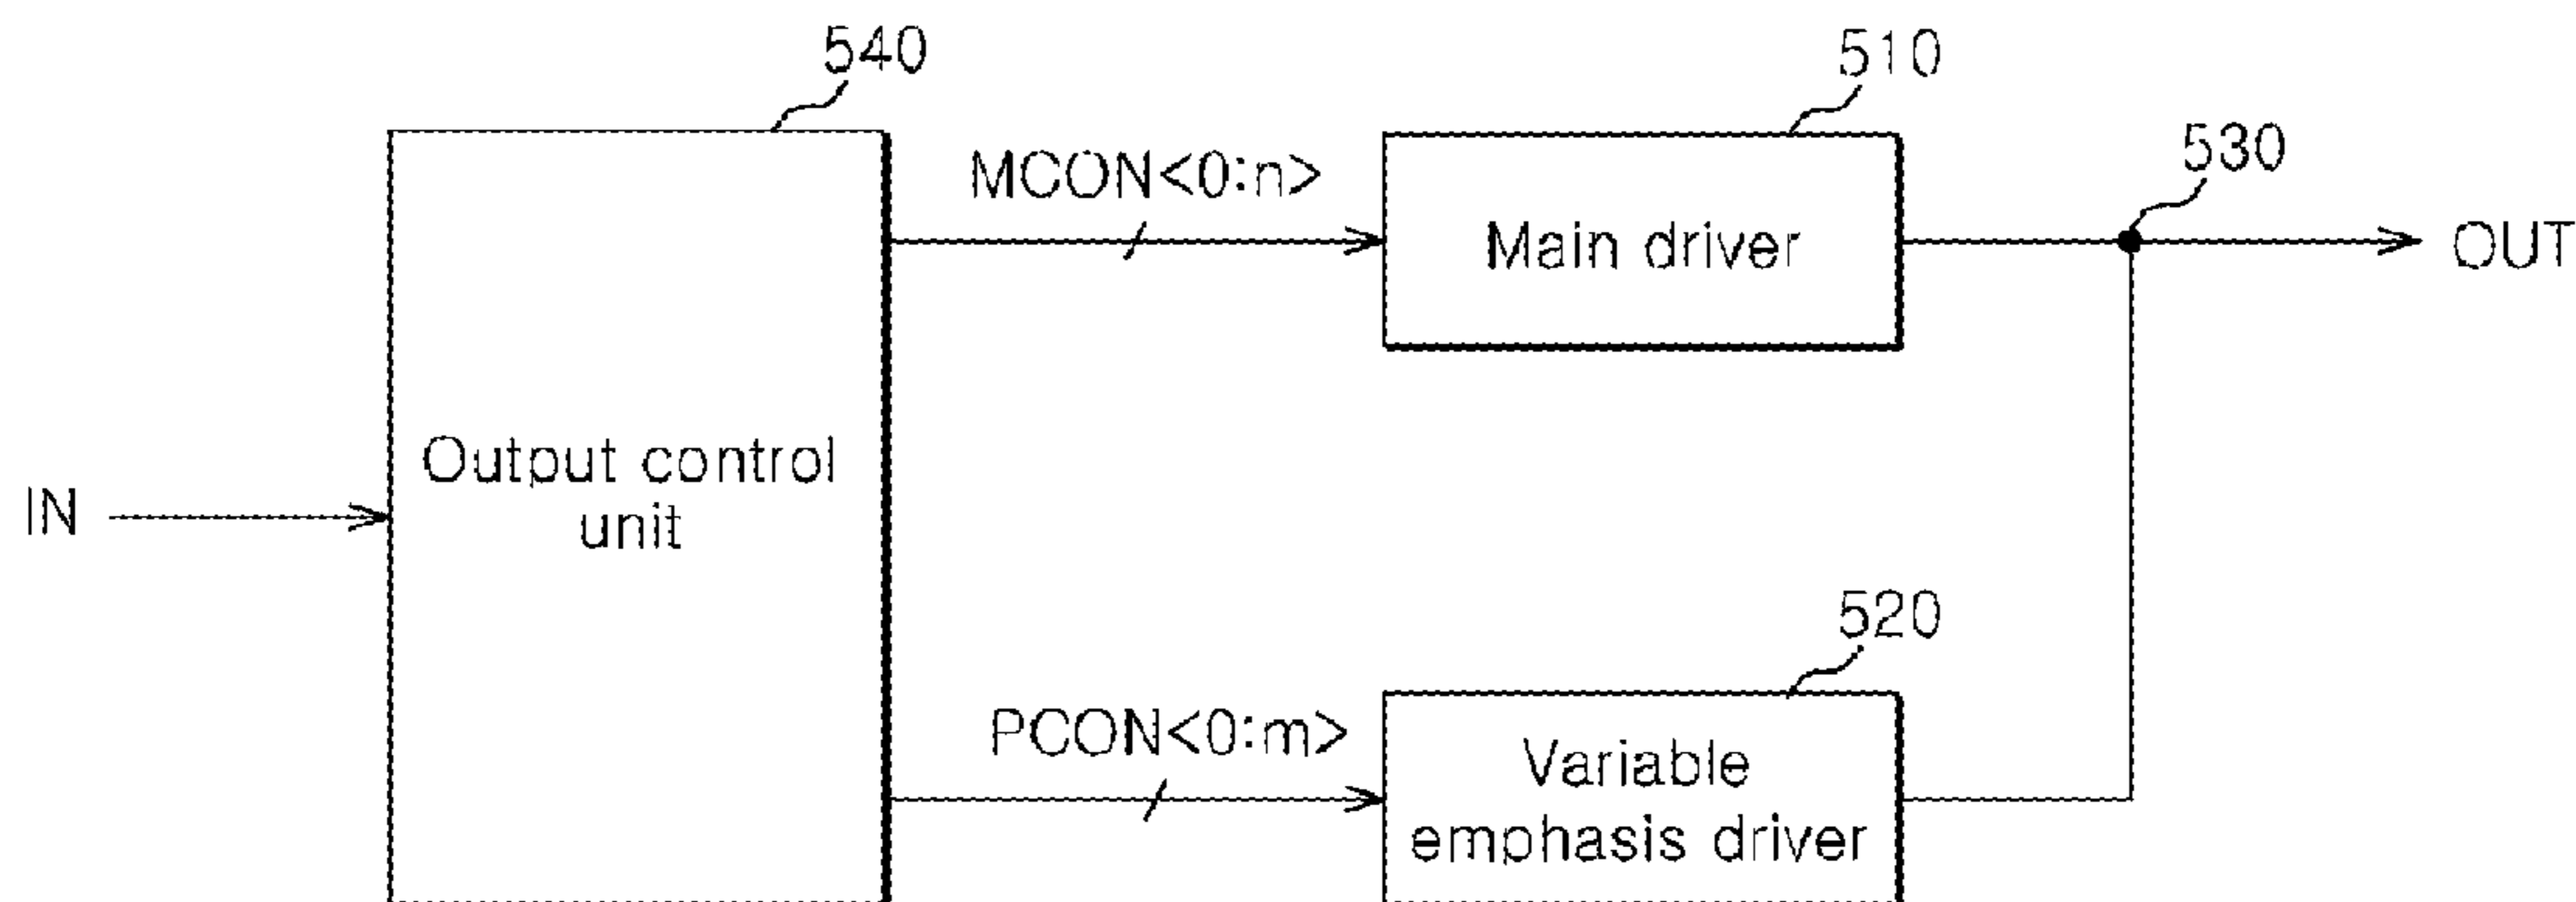 540
510
530
MCON<0:n>
Main driver
OUT
Output control
unit
IN
520
PCON<0:m>
Variable
emphasis driver